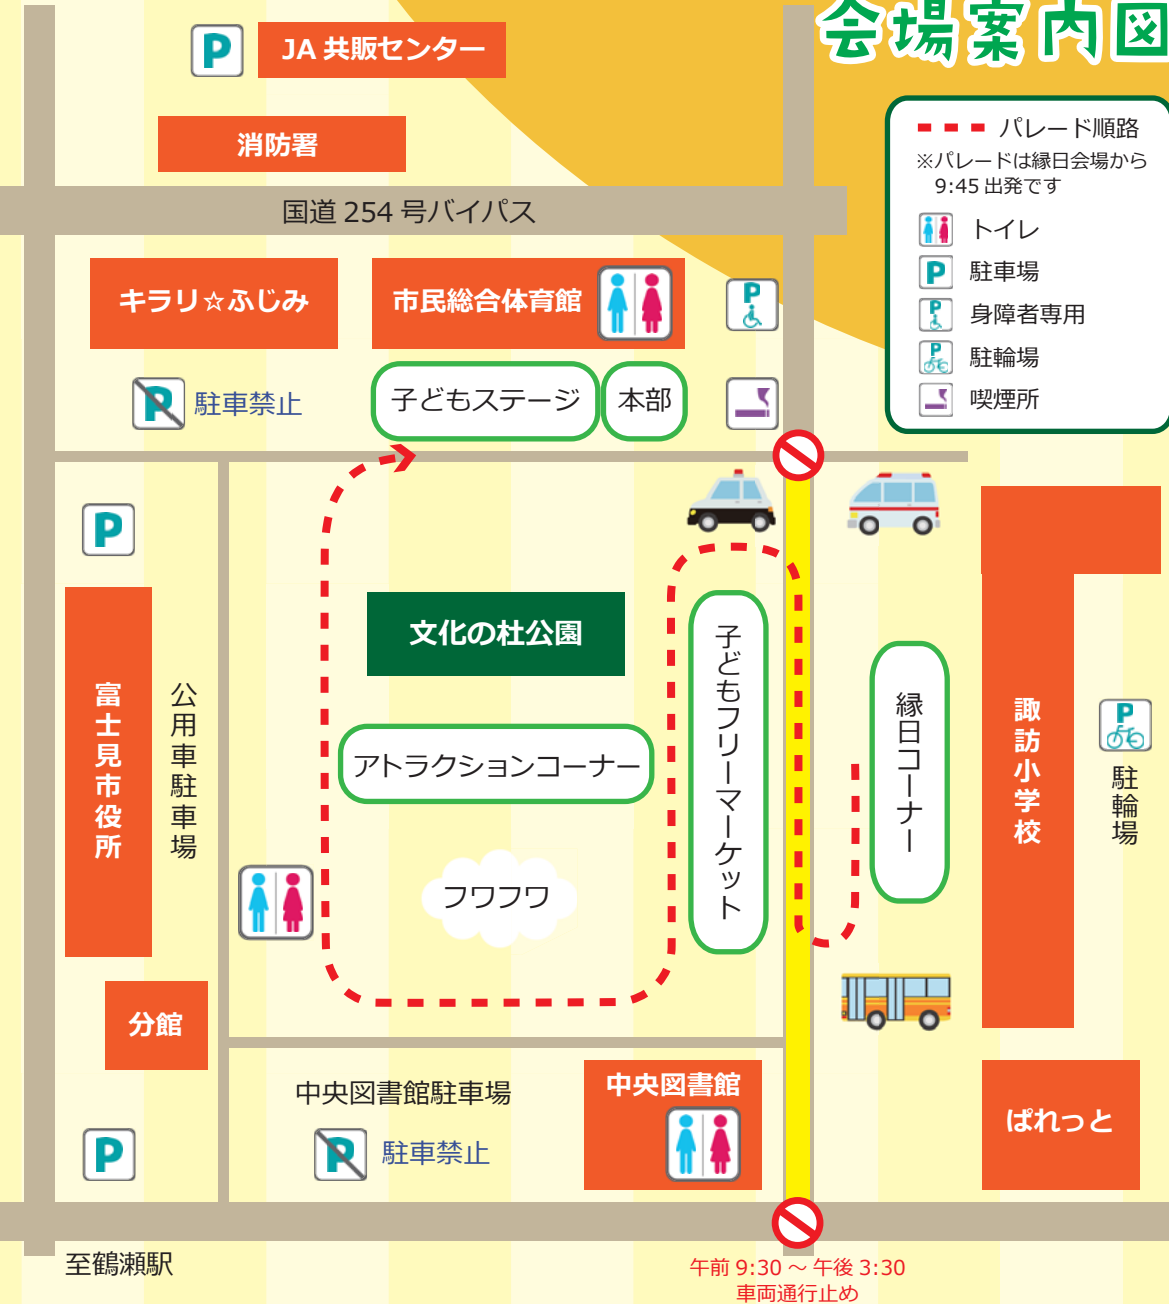 会場案内図
P
JA 共販センター
消防署
国道 254 号バイパス
パレード順路
※パレードは縁日会場から
9:45 出発です
トイレ
P
駐車場
P
身障者専用
P
駐輪場
喫煙所
キラリ☆ふじみ
市民総合体育館
P
P
駐車禁止
子どもステージ
本部
P
富士見市役所
公用車駐車場
文化の杜公園
アトラクションコーナー
フワフワ
子どもフリーマーケット
縁日コーナー
諏訪小学校
P
駐輪場
分館
中央図書館駐車場
P
駐車禁止
中央図書館
ぱれっと
P
至鶴瀬駅
午前 9:30 ～ 午後 3:30
車両通行止め